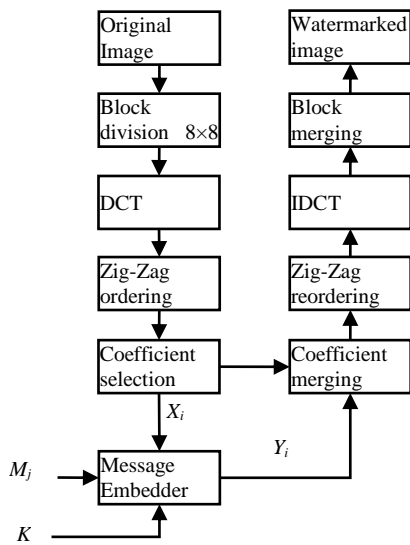 Original
Image
Watermarked
image
Block
division 8×8
Block
merging
DCT
IDCT
Zig-Zag
ordering
Zig-Zag
reordering
Coefficient
selection
Coefficient
merging
Xi
Yi
Mj
Message
Embedder
K